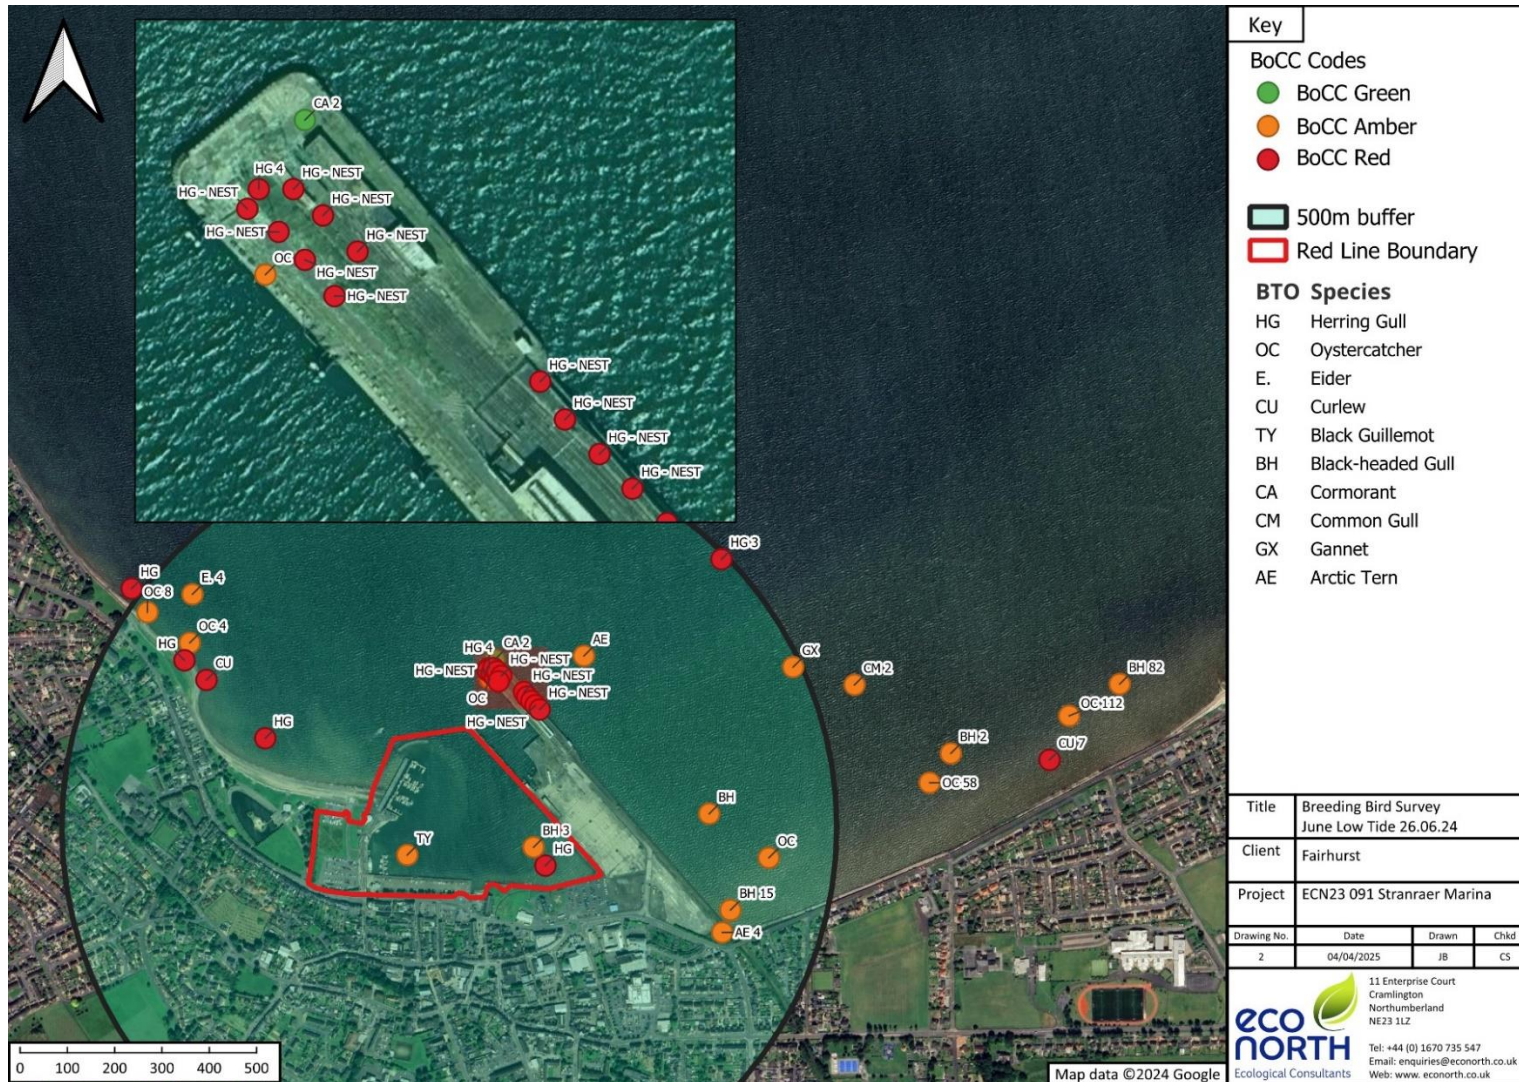 CA 2
HG 4
HG - NEST
HG - NEST
HG - NEST
HG - NEST
HG - NEST
OC
HG - NEST
HG - NEST
HG - NEST
HG - NEST
HG - NEST
HG - NEST
HG 3
HG
OC 8
E. 4
OC 4
HG
CU
HG
HG 4
CA 2
HG - NEST
HG - NEST
HG - NEST
HG - NEST
OC
HG - NEST
AE
GX
CM 2
BH 82
OC 112
BH 2
CU 7
OC 58
BH
OC
TY
BH 3
HG
BH 15
AE 4
0 100 200 300 400 500
Map data ©2024 Google
Key
BoCC Codes
BoCC Green
BoCC Amber
BoCC Red
500m buffer
Red Line Boundary
BTO Species
HG Herring Gull
OC Oystercatcher
E. Eider
CU Curlew
TY Black Guillemot
BH Black-headed Gull
CA Cormorant
CM Common Gull
GX Gannet
AE Arctic Tern
Title Breeding Bird Survey
June Low Tide 26.06.24
Client Fairhurst
Project ECN23 091 Stranraer Marina
Drawing No. Date Drawn Chkd
2 04/04/2025 JB CS
eco
NORTH
Ecological Consultants
11 Enterprise Court
Cramlington
Northumberland
NE23 1LZ
Tel: +44 (0) 1670 735 547
Email: enquiries@econorth.co.uk
Web: www. econorth.co.uk